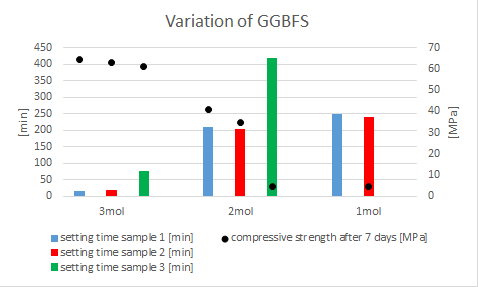 Variation of GGBFS
450
400
350
300
250
200
150
100
50
0
[min]
70
60
50
40
30
20
10
0
[MPa]
3mol 2mol 1mol
setting time sample 1 [min]
compressive strength after 7 days [MPa]
setting time sample 2 [min]
setting time sample 3 [min]